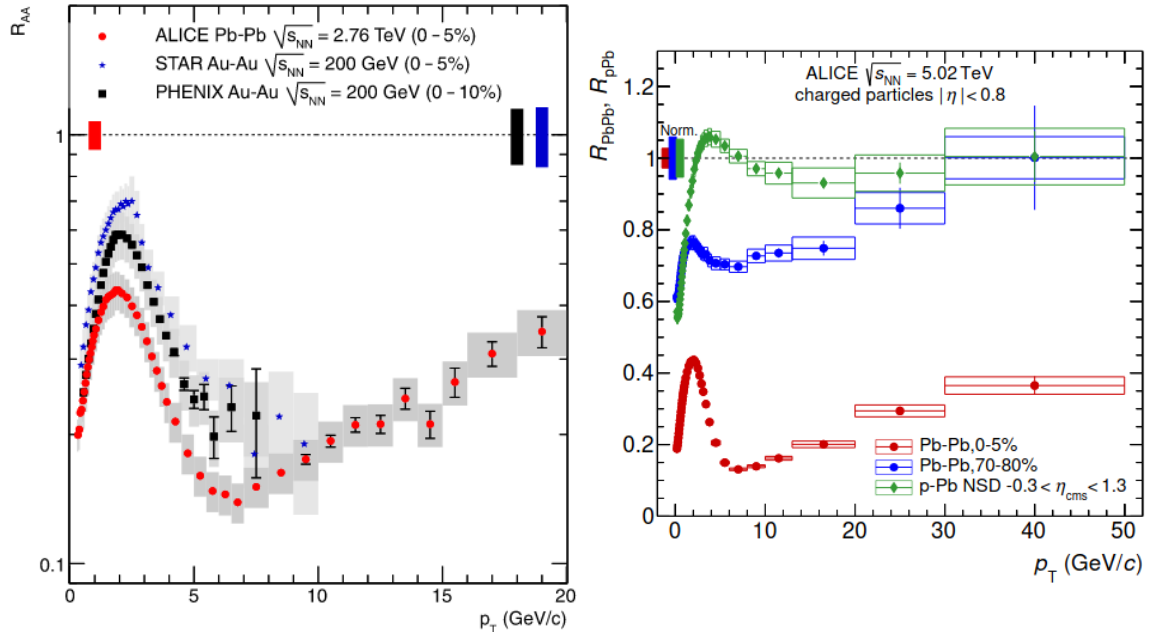 R_AA
ALICE Pb-Pb √s_NN = 2.76 TeV (0 – 5%)
STAR Au-Au √s_NN = 200 GeV (0 – 5%)
PHENIX Au-Au √s_NN = 200 GeV (0 – 10%)
1
0.1
0 5 10 15 20
p_T (GeV/c)
R_PbPb, R_pPb
ALICE √s_NN = 5.02 TeV
charged particles |η| < 0.8
Norm.
1.2
1
0.8
0.6
0.4
0.2
0
Pb-Pb, 0-5%
Pb-Pb, 70-80%
p-Pb NSD -0.3 < η_cms < 1.3
0 10 20 30 40 50
p_T (GeV/c)